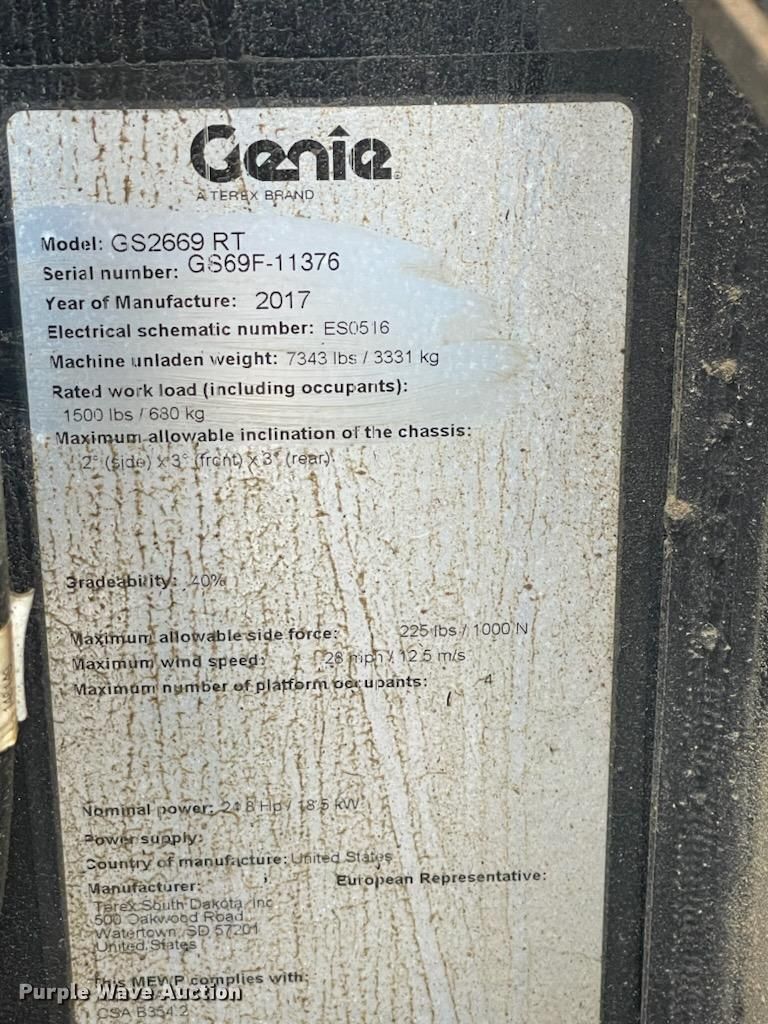 Genie
A TEREX BRAND
Model: GS2669 RT
Serial number: GS69F-11376
Year of Manufacture: 2017
Electrical schematic number: ES0516
Machine unladen weight: 7343 lbs / 3331 kg
Rated work load (including occupants):
1500 lbs / 680 kg
Maximum allowable inclination of the chassis:
2° (side) x 3° (front) x 3° (rear)
Gradeability: 40%
Maximum allowable side force: 225 lbs / 1000 N
Maximum wind speed: 28 mph / 12.5 m/s
Maximum number of platform occupants: 4
Nominal power: 24.8 Hp / 18.5 kW
Power supply:
Country of manufacture: United States
Manufacturer: European Representative:
Terex South Dakota, Inc
500 Oakwood Road
Watertown, SD 57201
United States
This MEWP complies with:
CSA B354.2
Purple Wave Auction